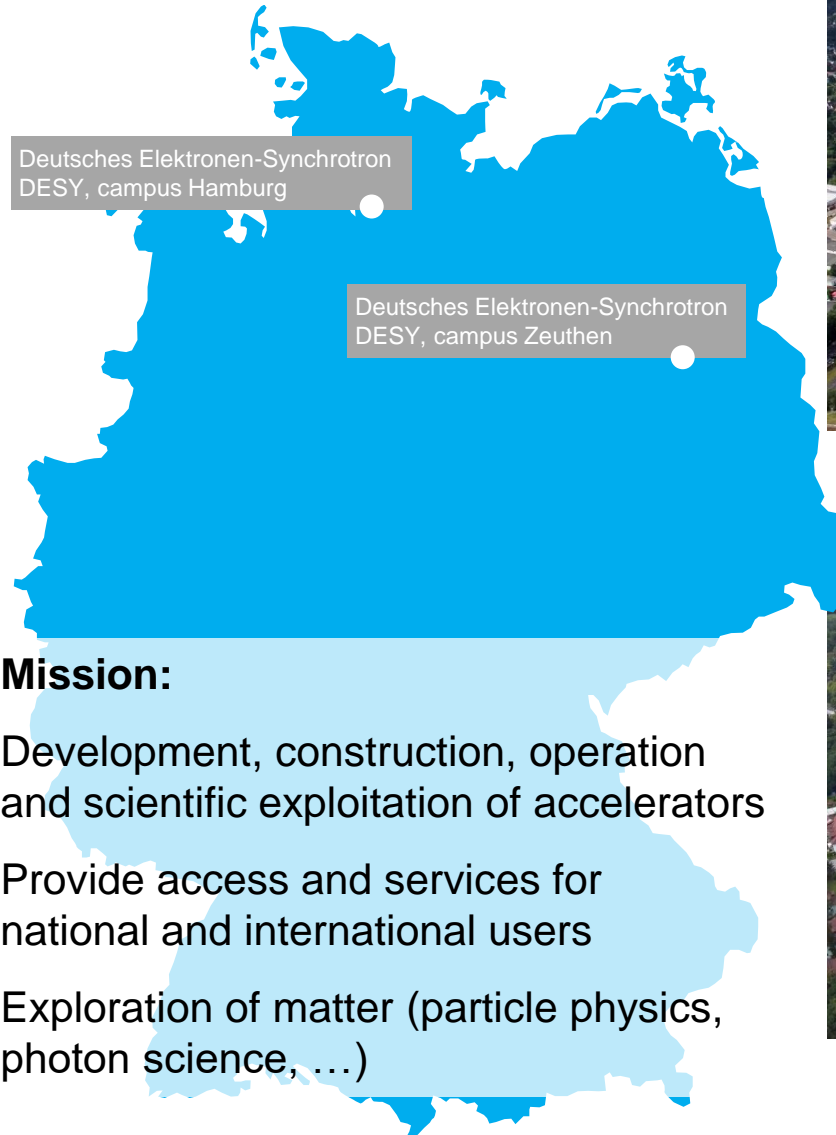 Deutsches Elektronen-Synchrotron
DESY, campus Hamburg
Deutsches Elektronen-Synchrotron
DESY, campus Zeuthen
Mission:
Development, construction, operation
and scientific exploitation of accelerators
Provide access and services for
national and international users
Exploration of matter (particle physics,
photon science, …)